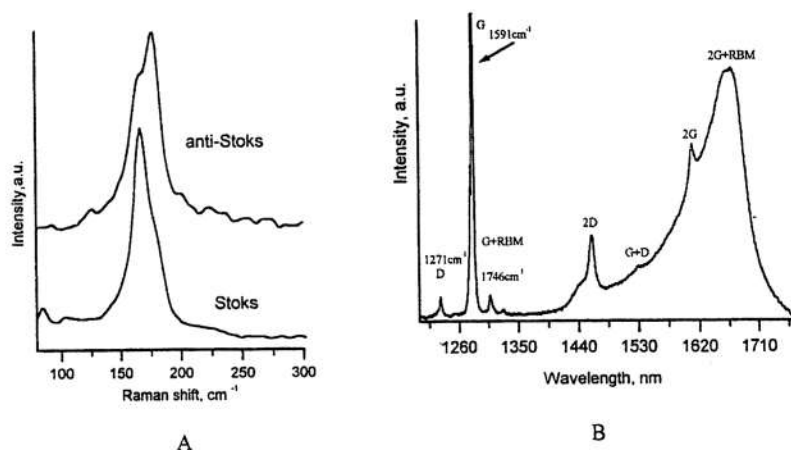 anti-Stoks
Stoks
Intensity,a.u.
100 150 200 250 300
Raman shift, cm⁻¹
A
G 1591cm⁻¹
2G+RBM
2G
2D
G+D
G+RBM
1271cm⁻¹
D
1746cm⁻¹
Intensity, a.u.
1260 1350 1440 1530 1620 1710
Wavelength, nm
B